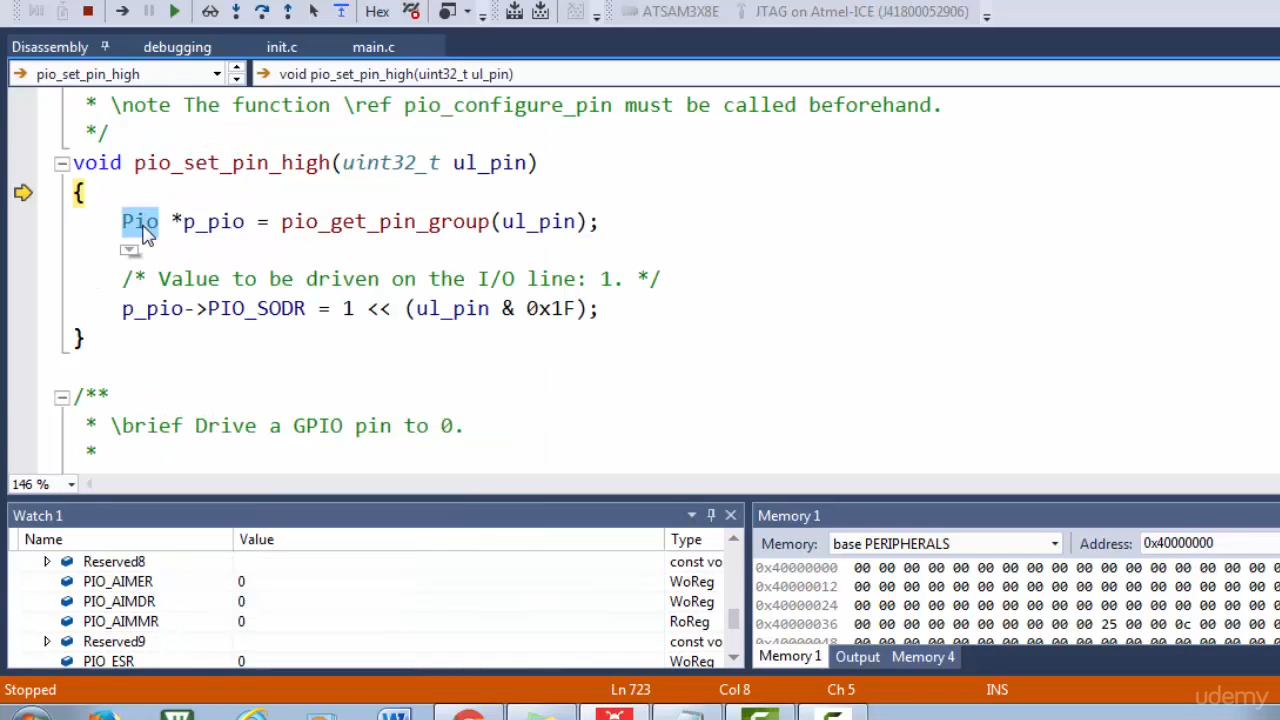 Hex ATSAM3X8E JTAG on Atmel-ICE (J41800052906)
Disassembly debugging init.c main.c
pio_set_pin_high void pio_set_pin_high(uint32_t ul_pin)
* \note The function \ref pio_configure_pin must be called beforehand.
*/
void pio_set_pin_high(uint32_t ul_pin)
{
Pio *p_pio = pio_get_pin_group(ul_pin);
/* Value to be driven on the I/O line: 1. */
p_pio->PIO_SODR = 1 << (ul_pin & 0x1F);
}
/**
* \brief Drive a GPIO pin to 0.
*
146 %
Watch 1
Name Value Type
Reserved8 const vo
PIO_AIMER 0 WoReg
PIO_AIMDR 0 WoReg
PIO_AIMMR 0 RoReg
Reserved9 const vo
PIO_ESR 0 WoReg
Memory 1
Memory: base PERIPHERALS Address: 0x40000000
0x40000000 00 00 00 00 00 00 00 00 00 00 00 00 00 00 0
0x40000012 00 00 00 00 00 00 00 00 00 00 00 00 00 00 0
0x40000024 00 00 00 00 00 00 00 00 00 00 00 00 00 00 0
0x40000036 00 00 00 00 00 00 00 00 25 00 00 0c 00 00 0
0x40000048 00 00 00 00 00 00 00 00 00 00 00 00 00 00 0
Memory 1 Output Memory 4
Stopped Ln 723 Col 8 Ch 5 INS
udemy